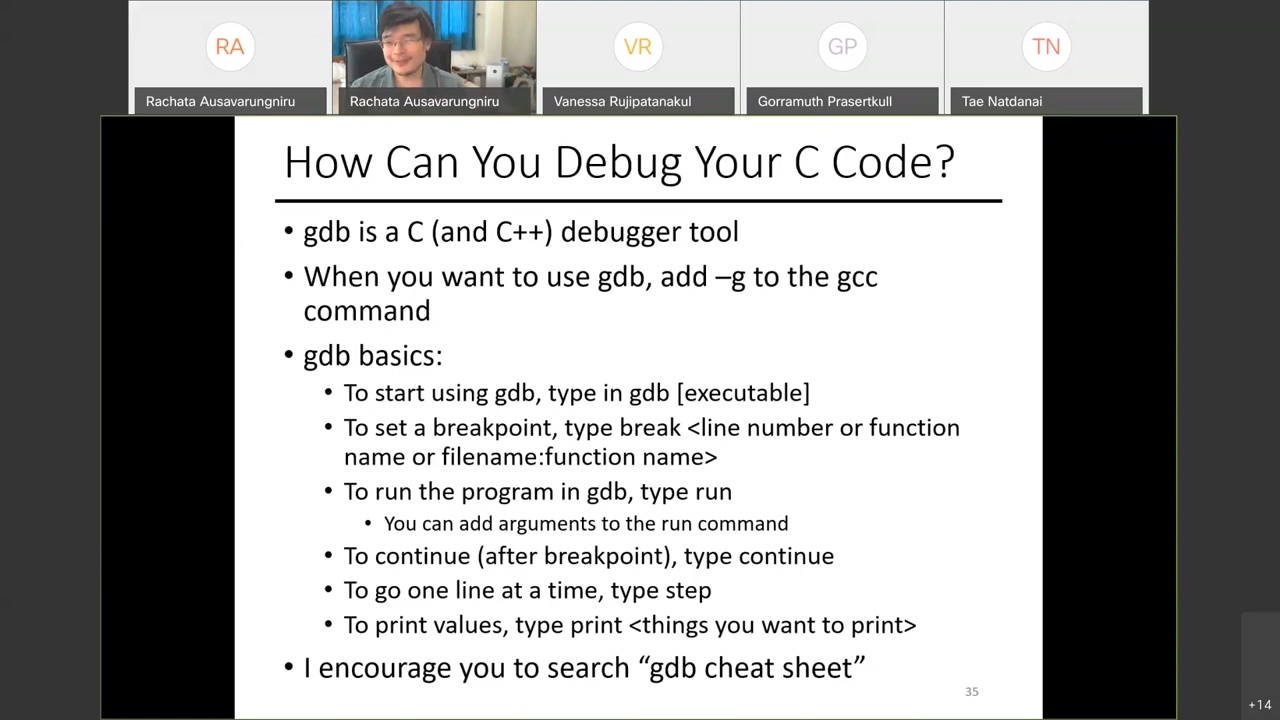 RA
VR
GP
TN
Rachata Ausavarungniru
Rachata Ausavarungniru
Vanessa Rujipatanakul
Gorramuth Prasertkull
Tae Natdanai
How Can You Debug Your C Code?
• gdb is a C (and C++) debugger tool
• When you want to use gdb, add –g to the gcc
command
• gdb basics:
• To start using gdb, type in gdb [executable]
• To set a breakpoint, type break <line number or function
name or filename:function name>
• To run the program in gdb, type run
• You can add arguments to the run command
• To continue (after breakpoint), type continue
• To go one line at a time, type step
• To print values, type print <things you want to print>
• I encourage you to search “gdb cheat sheet”
35
+14